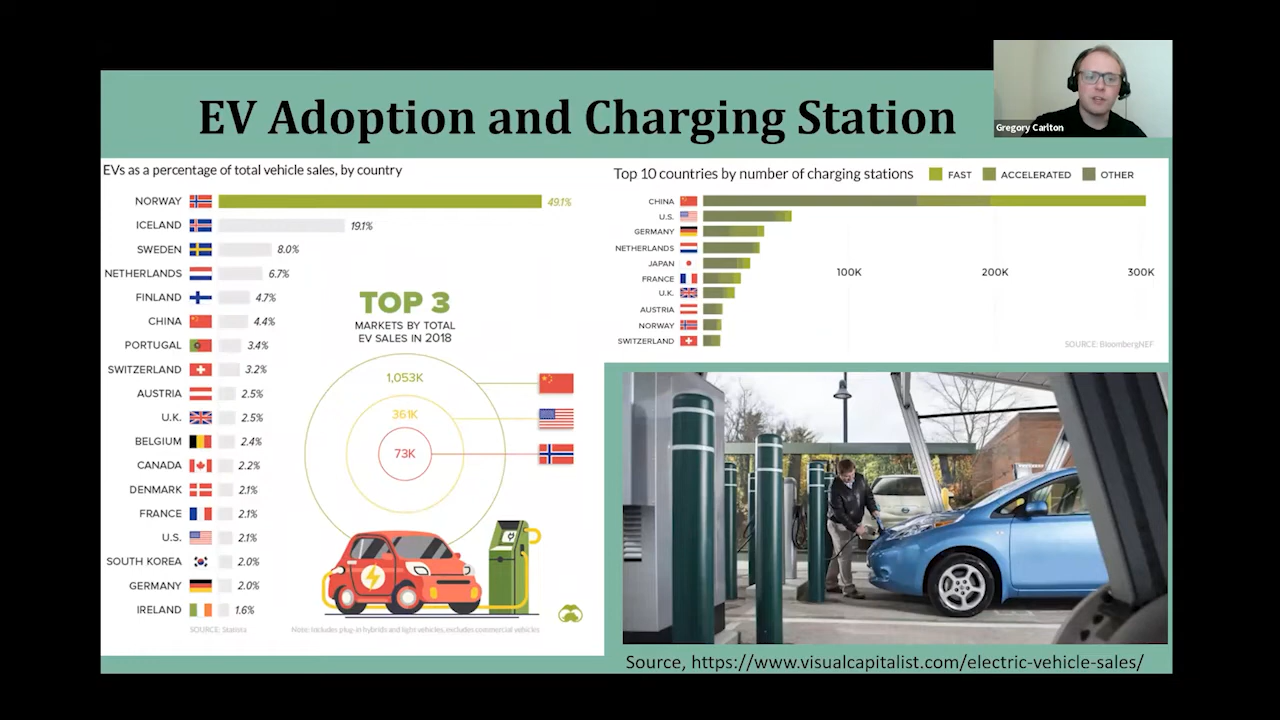 EV Adoption and Charging Station
Gregory Carlton
EVs as a percentage of total vehicle sales, by country
NORWAY 49.1%
ICELAND 19.1%
SWEDEN 8.0%
NETHERLANDS 6.7%
FINLAND 4.7%
CHINA 4.4%
PORTUGAL 3.4%
SWITZERLAND 3.2%
AUSTRIA 2.5%
U.K. 2.5%
BELGIUM 2.4%
CANADA 2.2%
DENMARK 2.1%
FRANCE 2.1%
U.S. 2.1%
SOUTH KOREA 2.0%
GERMANY 2.0%
IRELAND 1.6%
SOURCE: Statista
Note: Includes plug-in hybrids and light vehicles, excludes commercial vehicles
TOP 3
MARKETS BY TOTAL
EV SALES IN 2018
1,053K
361K
73K
Top 10 countries by number of charging stations
FAST ACCELERATED OTHER
CHINA
U.S.
GERMANY
NETHERLANDS
JAPAN
FRANCE
U.K.
AUSTRIA
NORWAY
SWITZERLAND
100K 200K 300K
SOURCE: BloombergNEF
Source, https://www.visualcapitalist.com/electric-vehicle-sales/